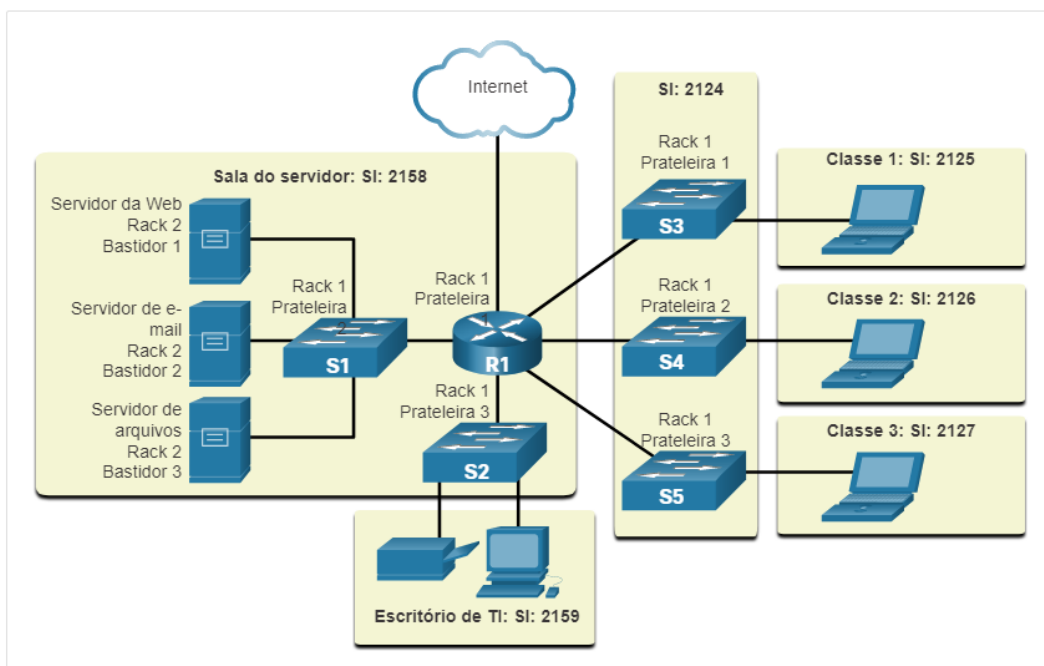 Internet
SI: 2124
Rack 1
Prateleira 1
Classe 1: SI: 2125
S3
Sala do servidor: SI: 2158
Servidor da Web
Rack 2
Bastidor 1
Rack 1
Prateleira
2
S1
Rack 1
Prateleira
1
R1
Servidor de e-
mail
Rack 2
Bastidor 2
Rack 1
Prateleira 2
S4
Classe 2: SI: 2126
Servidor de
arquivos
Rack 2
Bastidor 3
Rack 1
Prateleira 3
S2
Rack 1
Prateleira 3
S5
Classe 3: SI: 2127
Escritório de TI: SI: 2159